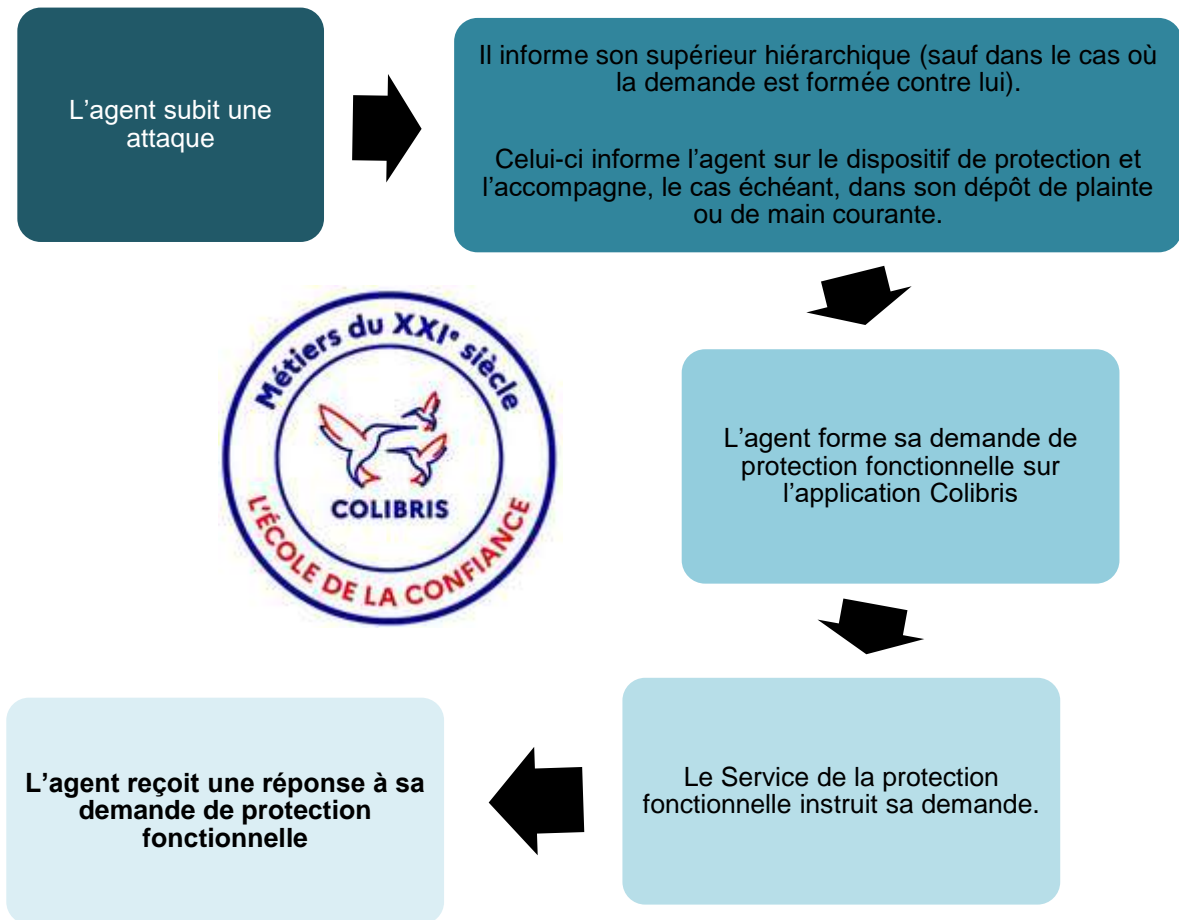 L’agent subit une
attaque
Il informe son supérieur hiérarchique (sauf dans le cas où
la demande est formée contre lui).
Celui-ci informe l’agent sur le dispositif de protection et
l’accompagne, le cas échéant, dans son dépôt de plainte
ou de main courante.
Métiers du XXIᵉ siècle
COLIBRIS
L’ÉCOLE DE LA CONFIANCE
L’agent forme sa demande de
protection fonctionnelle sur
l’application Colibris
Le Service de la protection
fonctionnelle instruit sa demande.
L’agent reçoit une réponse à sa
demande de protection
fonctionnelle